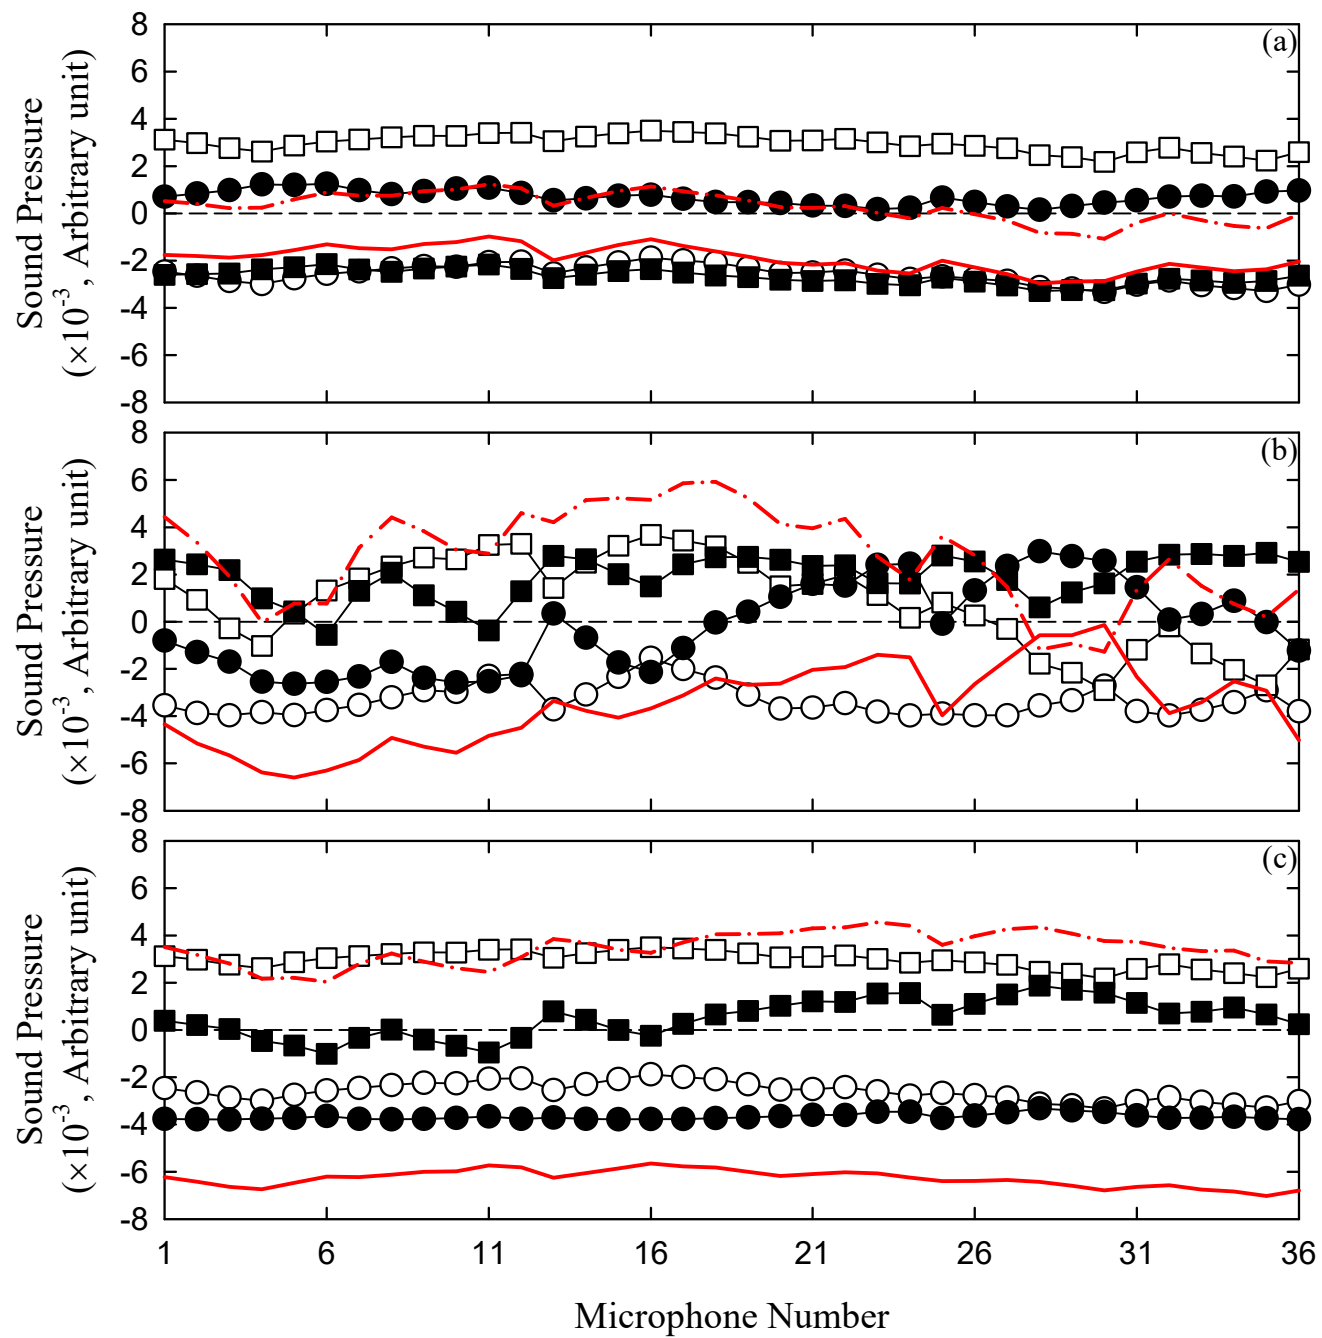 (a)
8
6
4
2
0
-2
-4
-6
-8
Sound Pressure
(×10⁻³, Arbitrary unit)
(b)
8
6
4
2
0
-2
-4
-6
-8
Sound Pressure
(×10⁻³, Arbitrary unit)
(c)
8
6
4
2
0
-2
-4
-6
-8
Sound Pressure
(×10⁻³, Arbitrary unit)
1 6 11 16 21 26 31 36
Microphone Number